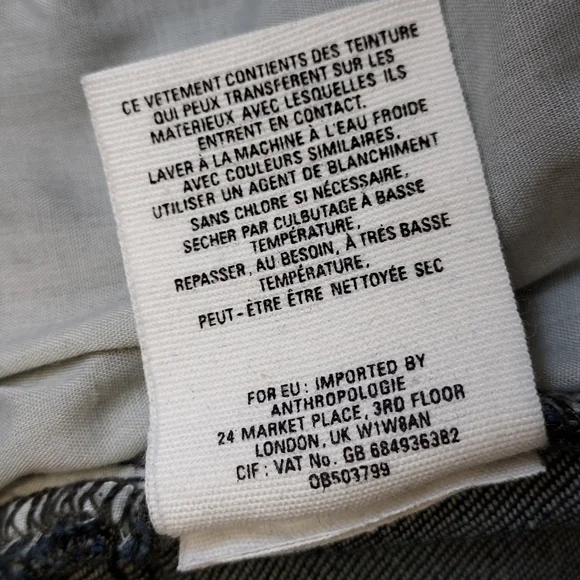 CE VETEMENT CONTIENTS DES TEINTURE
QUI PEUX TRANSFERENT SUR LES
MATERIEUX AVEC LESQUELLES ILS
ENTRENT EN CONTACT.
LAVER À LA MACHINE À L'EAU FROIDE
AVEC COULEURS SIMILAIRES,
UTILISER UN AGENT DE BLANCHIMENT
SANS CHLORE SI NÉCESSAIRE,
SECHER PAR CULBUTAGE À BASSE
TEMPÉRATURE,
REPASSER, AU BESOIN, À TRÈS BASSE
TEMPÉRATURE,
PEUT-ÊTRE ÊTRE NETTOYÉE SEC
FOR EU: IMPORTED BY
ANTHROPOLOGIE
24 MARKET PLACE, 3RD FLOOR
LONDON, UK W1W8AN
CIF: VAT No. GB 684936382
OB503799